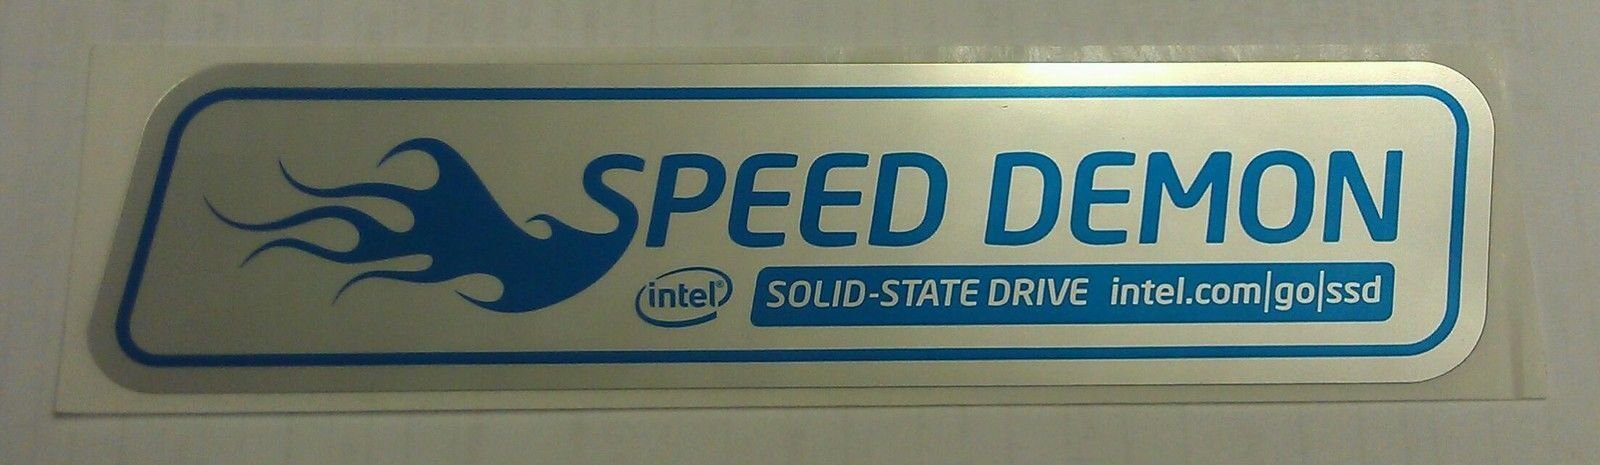 SPEED DEMON
intel® SOLID-STATE DRIVE intel.com|go|ssd